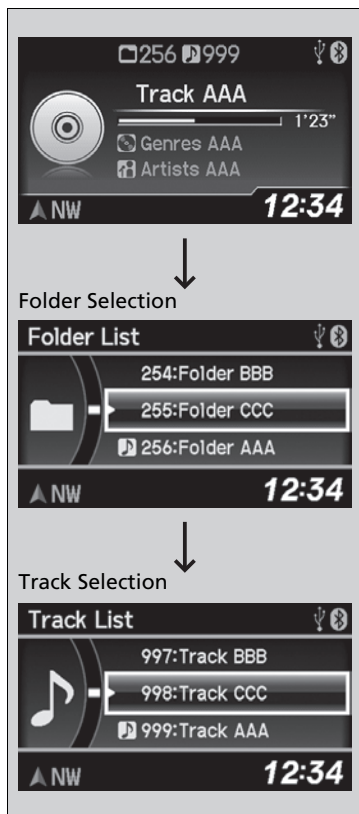 256 999
Track AAA
1'23"
Genres AAA
Artists AAA
NW 12:34
Folder Selection
Folder List
254:Folder BBB
255:Folder CCC
256:Folder AAA
NW 12:34
Track Selection
Track List
997:Track BBB
998:Track CCC
999:Track AAA
NW 12:34